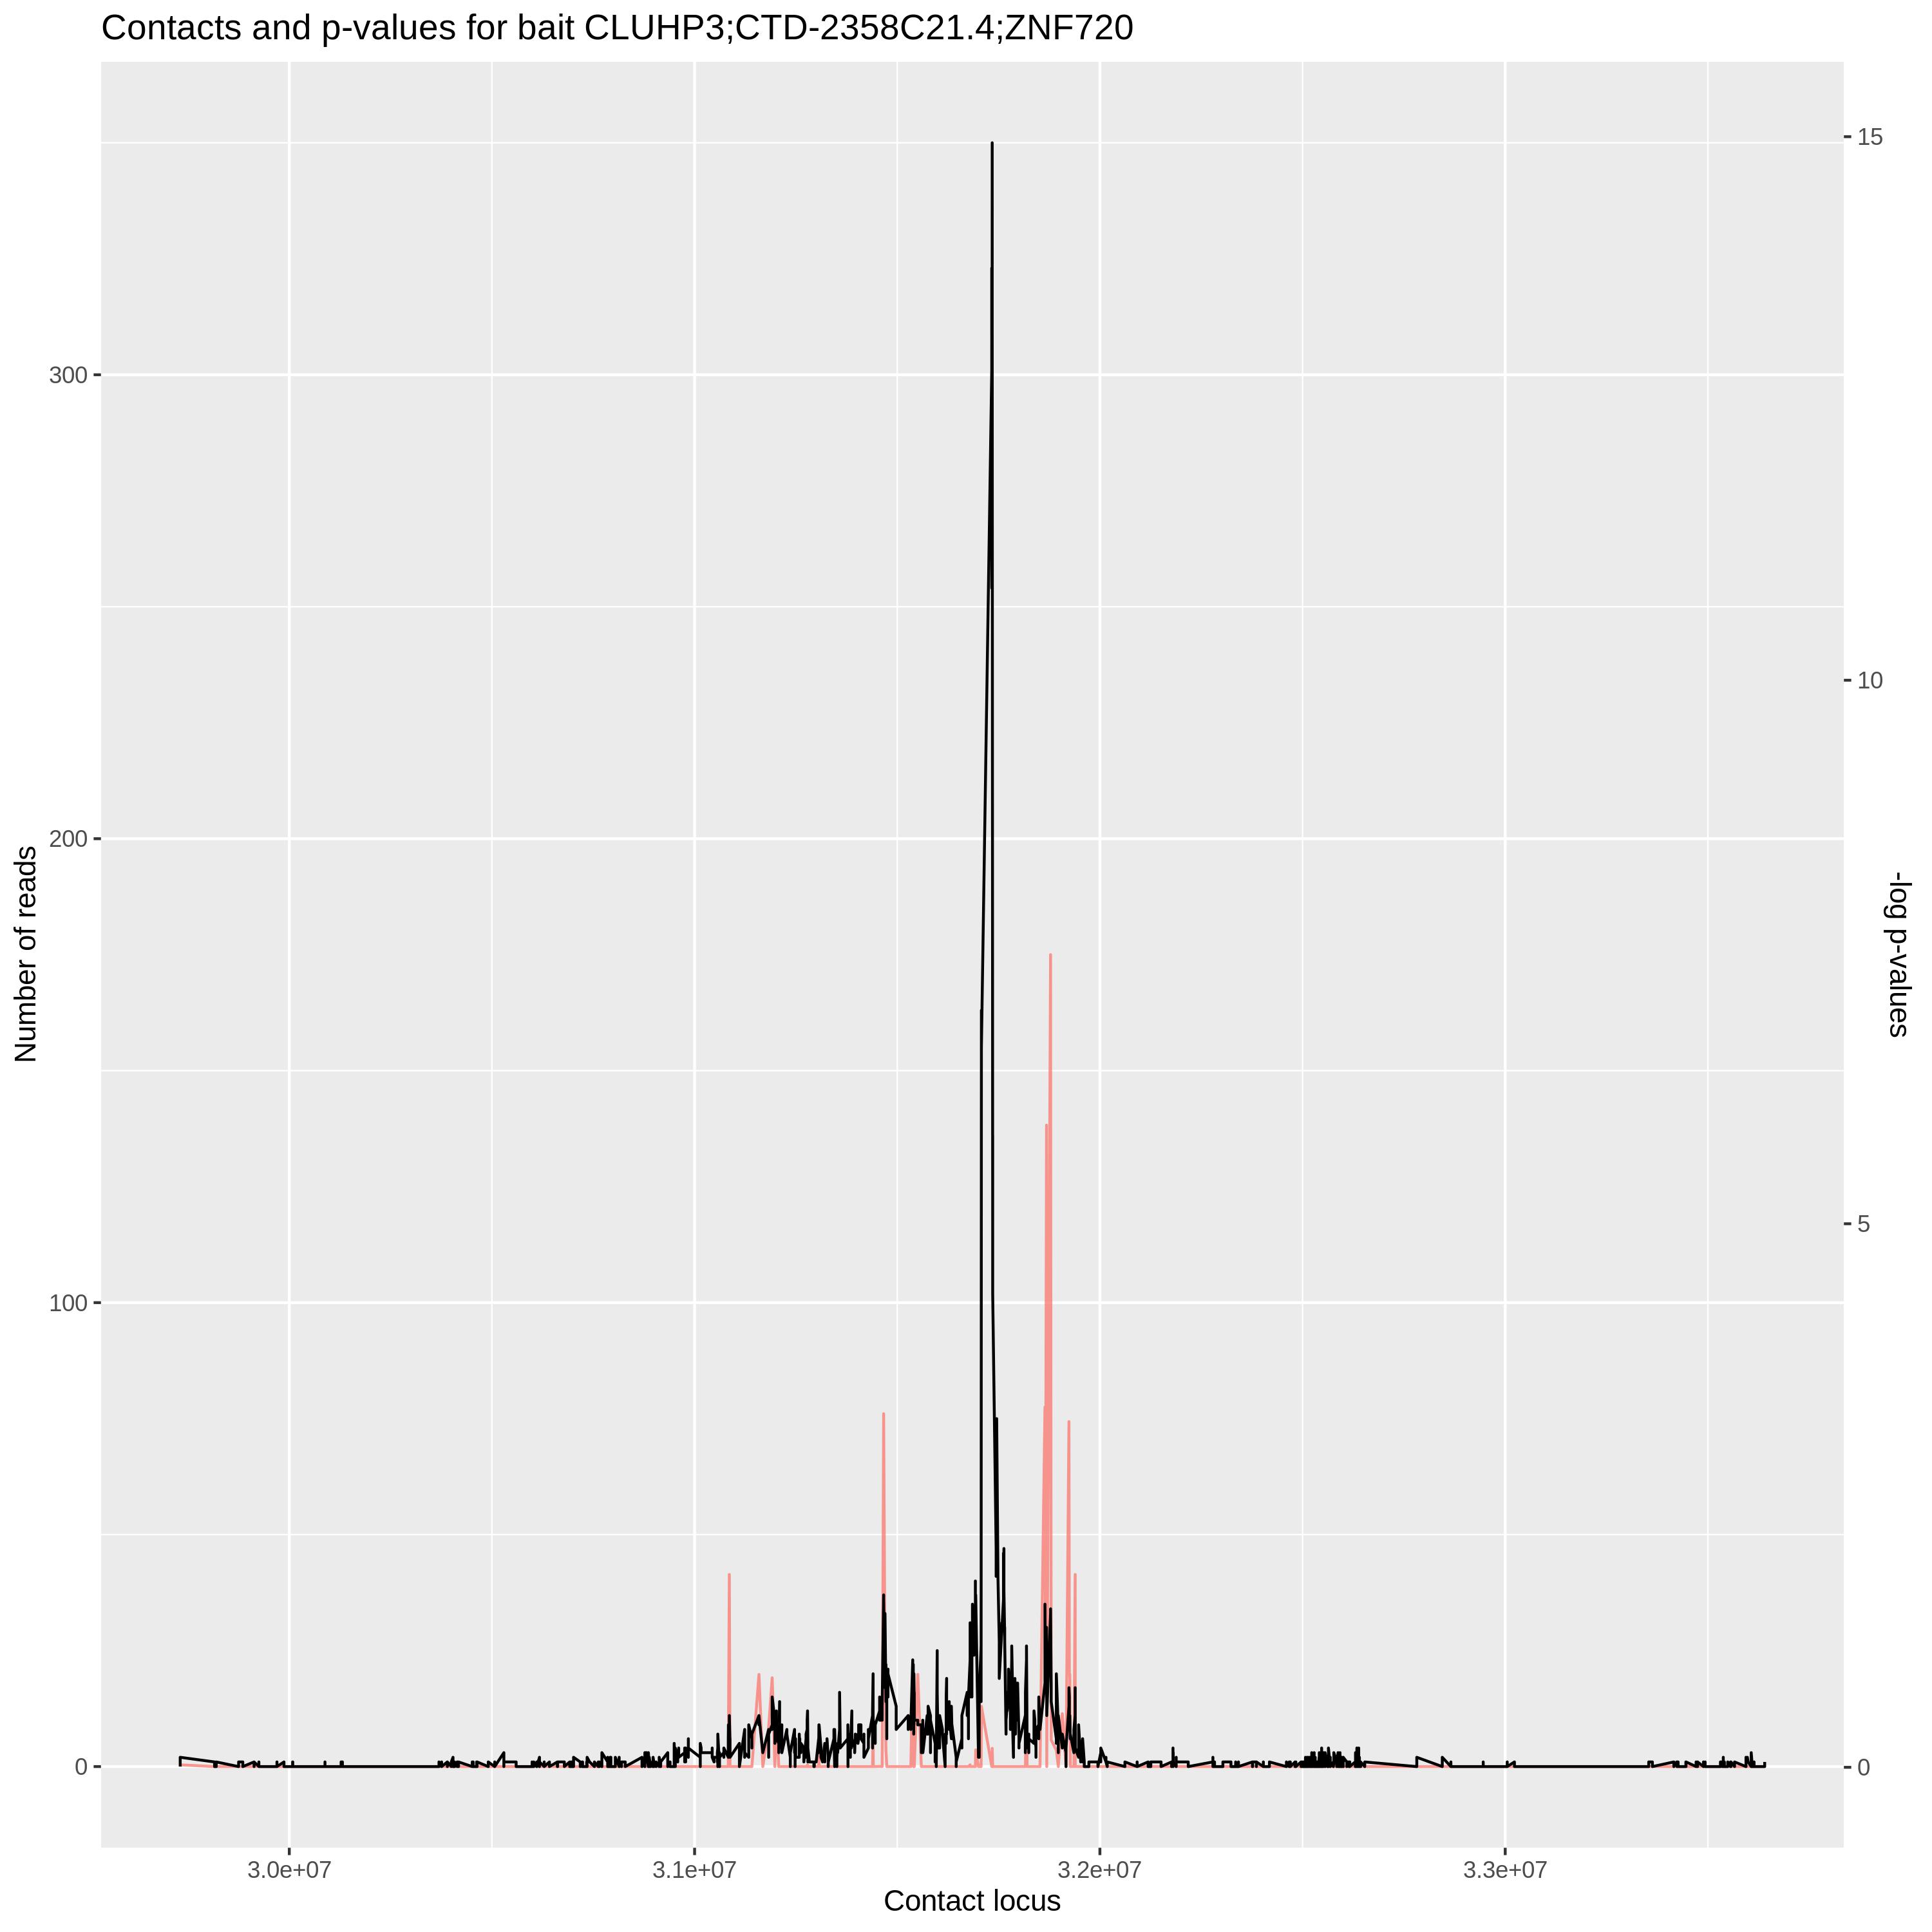 Contacts and p-values for bait CLUHP3;CTD-2358C21.4;ZNF720
15
300
10
200
Number of reads
-log p-values
5
100
0
0
3.0e+07
3.1e+07
3.2e+07
3.3e+07
Contact locus